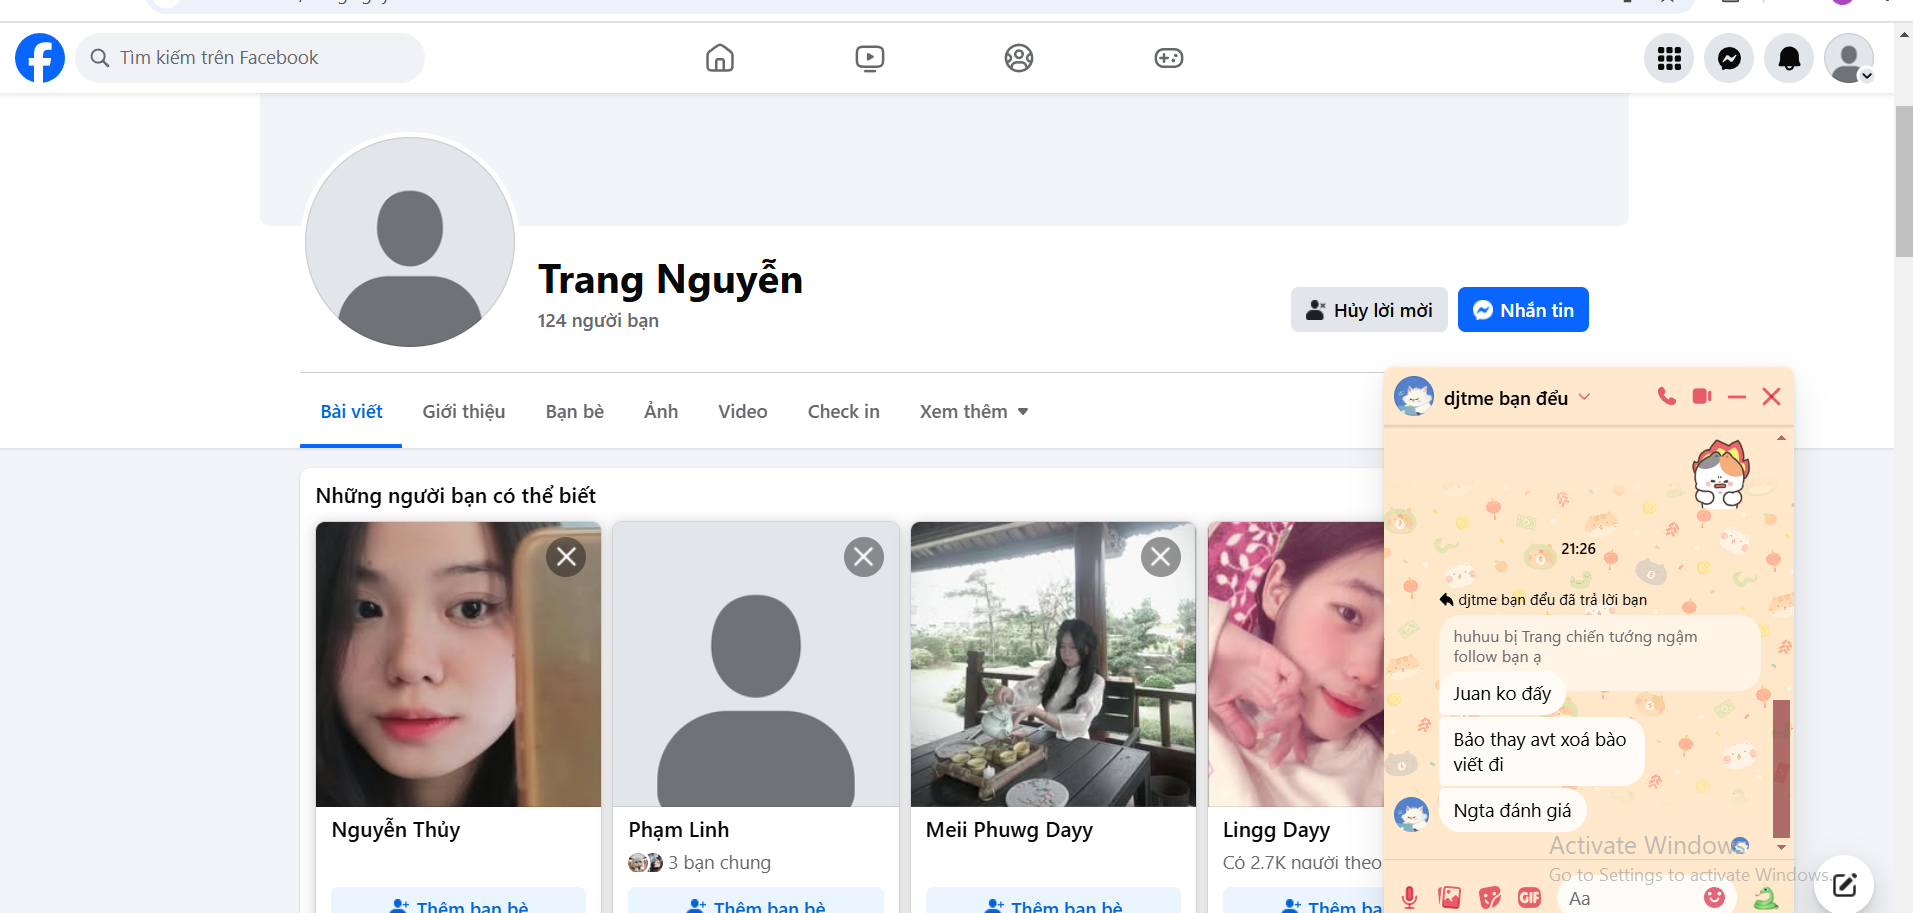 Tìm kiếm trên Facebook
Trang Nguyễn
124 người bạn
Hủy lời mời
Nhắn tin
Bài viết
Giới thiệu
Bạn bè
Ảnh
Video
Check in
Xem thêm
Những người bạn có thể biết
Nguyễn Thủy
Thêm bạn bè
Phạm Linh
3 bạn chung
Thêm bạn bè
Meii Phuwg Dayy
Thêm bạn bè
Lingg Dayy
Có 2.7K người theo
Thêm bạ
djtme bạn đểu
21:26
djtme bạn đểu đã trả lời bạn
huhuu bị Trang chiến tướng ngậm
follow bạn ạ
Juan ko đấy
Bảo thay avt xoá bào
viết đi
Ngta đánh giá
GIF
Aa
Activate Windows
Go to Settings to activate Windows.